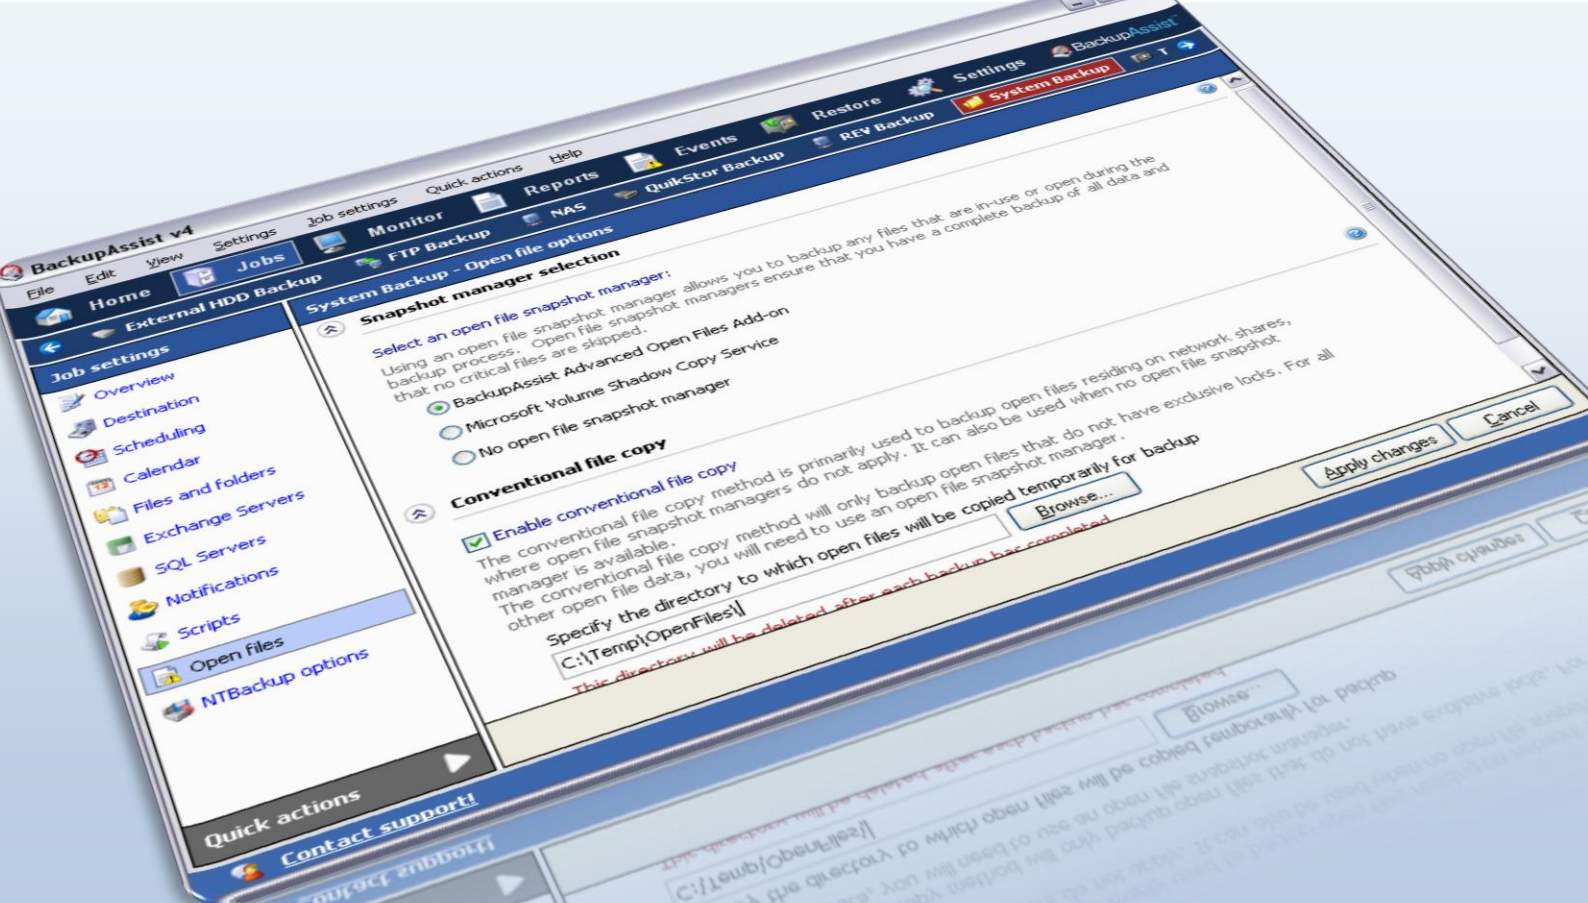 BackupAssist v4
File Edit View Settings Job settings Quick actions Help
Home Jobs Monitor Reports Events Restore Settings BackupAssist
External HDD Backup FTP Backup NAS QuikStor Backup REV Backup System Backup T
Job settings
Overview
Destination
Scheduling
Calendar
Files and folders
Exchange Servers
SQL Servers
Notifications
Scripts
Open files
NTBackup options
Quick actions
Contact support!
System Backup - Open file options
Snapshot manager selection
Select an open file snapshot manager:
Using an open file snapshot manager allows you to backup any files that are in-use or open during the
backup process. Open file snapshot managers ensure that you have a complete backup of all data and
that no critical files are skipped.
BackupAssist Advanced Open Files Add-on
Microsoft Volume Shadow Copy Service
No open file snapshot manager
Conventional file copy
Enable conventional file copy
The conventional file copy method is primarily used to backup open files residing on network shares,
where open file snapshot managers do not apply. It can also be used when no open file snapshot
manager is available.
The conventional file copy method will only backup open files that do not have exclusive locks. For all
other open file data, you will need to use an open file snapshot manager.
Specify the directory to which open files will be copied temporarily for backup
C:\Temp\OpenFiles\
Browse...
This directory will be deleted after each backup has completed
Apply changes
Cancel